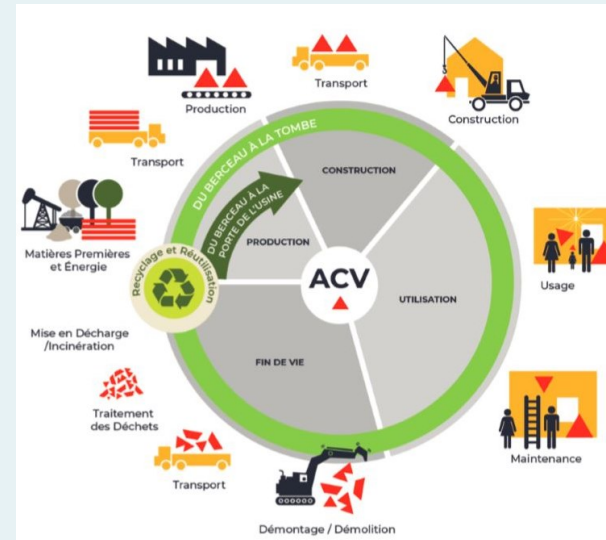 Production
Transport
Construction
Transport
DU BERCEAU À LA TOMBE
CONSTRUCTION
DU BERCEAU À LA
PORTE DE L'USINE
PRODUCTION
Matières Premières
et Énergie
Recyclage et Réutilisation
ACV
UTILISATION
Usage
Mise en Décharge
/Incinération
FIN DE VIE
Traitement
des Déchets
Maintenance
Transport
Démontage / Démolition